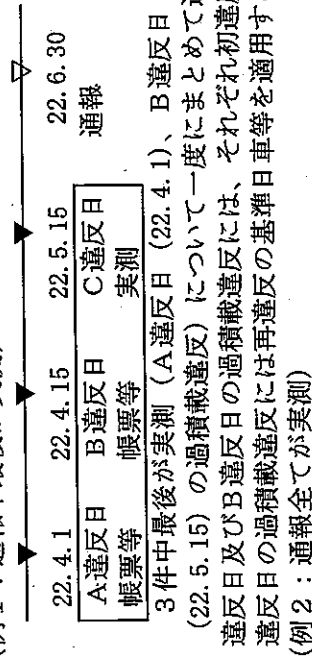 22.4.1 22.4.15 22.5.15 22.6.30
A違反日 B違反日 C違反日 通報
帳票等 帳票等 実測
3件中最後が実測（A違反日（22.4.1）、B違反日
（22.5.15）の過積載違反）について一度にまとめて
違反日及びB違反日の過積載違反には、それぞれ初違
違反日の過積載違反には再違反の基準日車等を適用す
（例2：通報全てが実測）